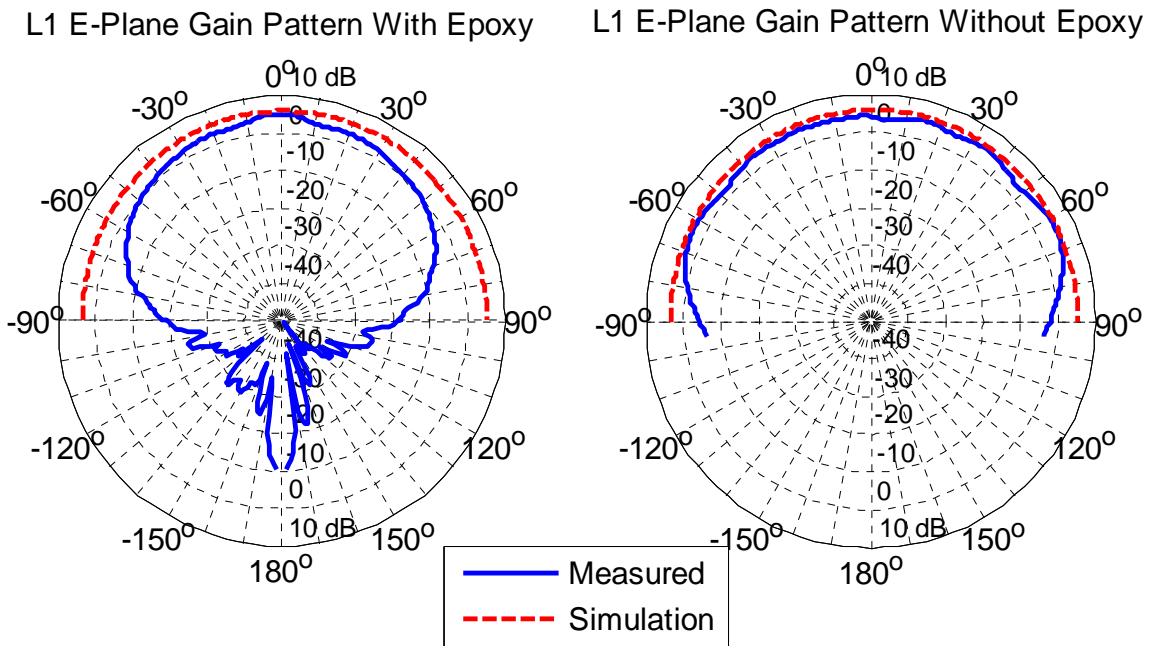 L1 E-Plane Gain Pattern With Epoxy
0º 10 dB
-30º
30º
0
-10
-60º
60º
-20
-30
-40
-90º
90º
-40
-30
-20
-120º
120º
-10
0
10 dB
-150º
150º
180º
L1 E-Plane Gain Pattern Without Epoxy
0º 10 dB
-30º
30º
0
-10
-60º
60º
-20
-30
-40
-90º
90º
-40
-30
-20
-120º
120º
-10
0
10 dB
-150º
150º
180º
Measured
Simulation